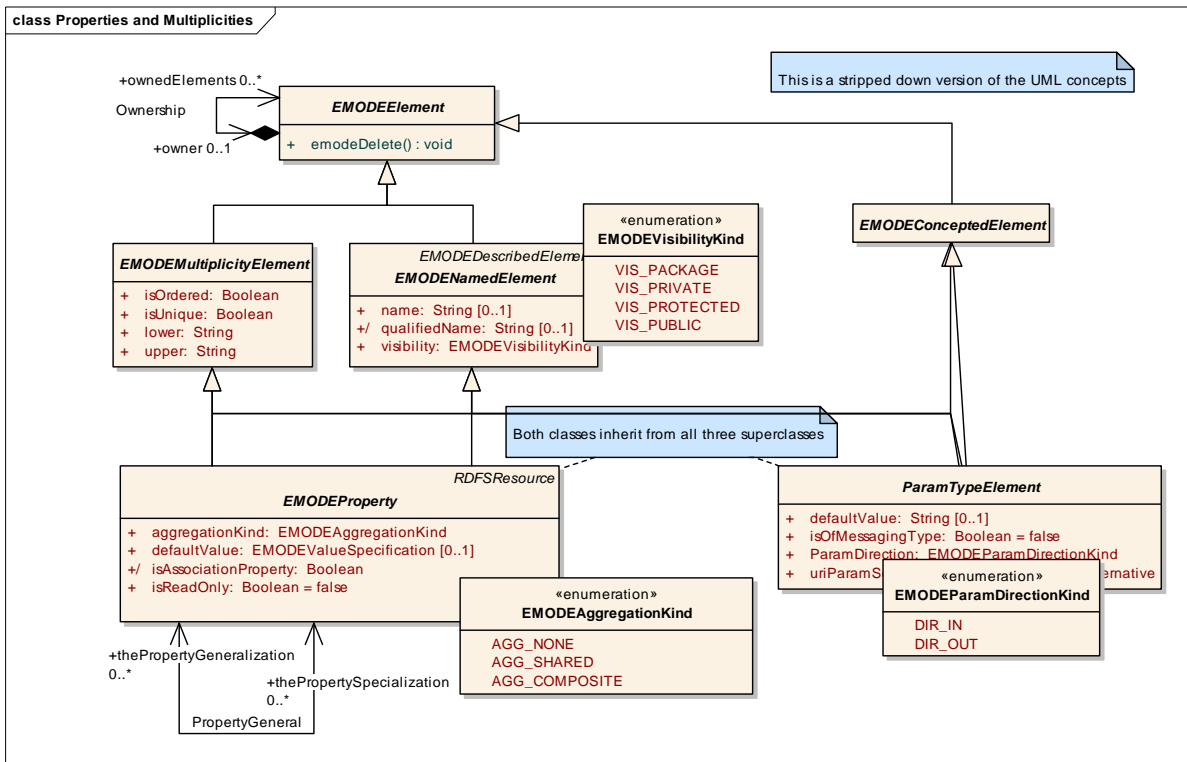 class Properties and Multiplicities
This is a stripped down version of the UML concepts
+ownedElements 0..*
Ownership
+owner 0..1
EMODEElement
+ emodeDelete() : void
EMODEConceptedElement
EMODEMultiplicityElement
+ isOrdered: Boolean
+ isUnique: Boolean
+ lower: String
+ upper: String
EMODEDescribedElemen
EMODENamedElement
+ name: String [0..1]
+/ qualifiedName: String [0..1]
+ visibility: EMODEVisibilityKind
«enumeration»
EMODEVisibilityKind
VIS_PACKAGE
VIS_PRIVATE
VIS_PROTECTED
VIS_PUBLIC
Both classes inherit from all three superclasses
RDFSResource
EMODEProperty
+ aggregationKind: EMODEAggregationKind
+ defaultValue: EMODEValueSpecification [0..1]
+/ isAssociationProperty: Boolean
+ isReadOnly: Boolean = false
ParamTypeElement
+ defaultValue: String [0..1]
+ isOfMessagingType: Boolean = false
+ ParamDirection: EMODEParamDirectionKind
+ ernative
«enumeration»
EMODEParamDirectionKind
DIR_IN
DIR_OUT
«enumeration»
EMODEAggregationKind
AGG_NONE
AGG_SHARED
AGG_COMPOSITE
+thePropertyGeneralization
0..*
+thePropertySpecialization
0..*
PropertyGeneral